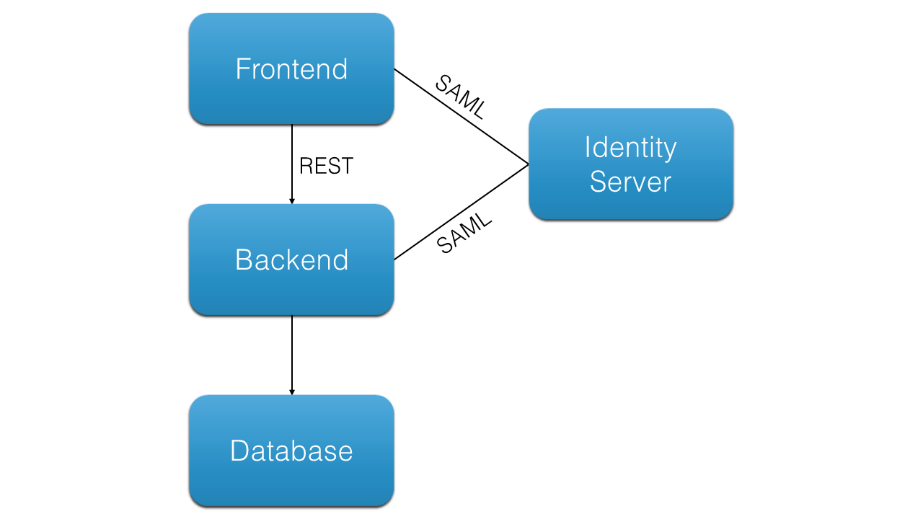 Frontend
SAML
Identity
Server
REST
SAML
Backend
Database